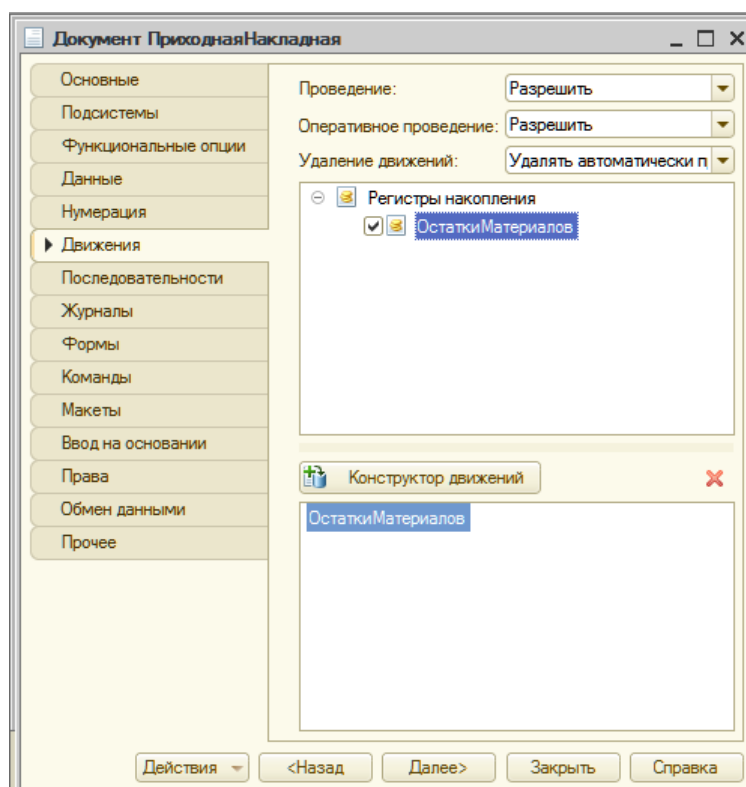 Документ ПриходнаяНакладная
Основные
Подсистемы
Функциональные опции
Данные
Нумерация
Движения
Последовательности
Журналы
Формы
Команды
Макеты
Ввод на основании
Права
Обмен данными
Прочее
Проведение: Разрешить
Оперативное проведение: Разрешить
Удаление движений: Удалять автоматически п
Регистры накопления
ОстаткиМатериалов
Конструктор движений
ОстаткиМатериалов
Действия <Назад Далее> Закрыть Справка